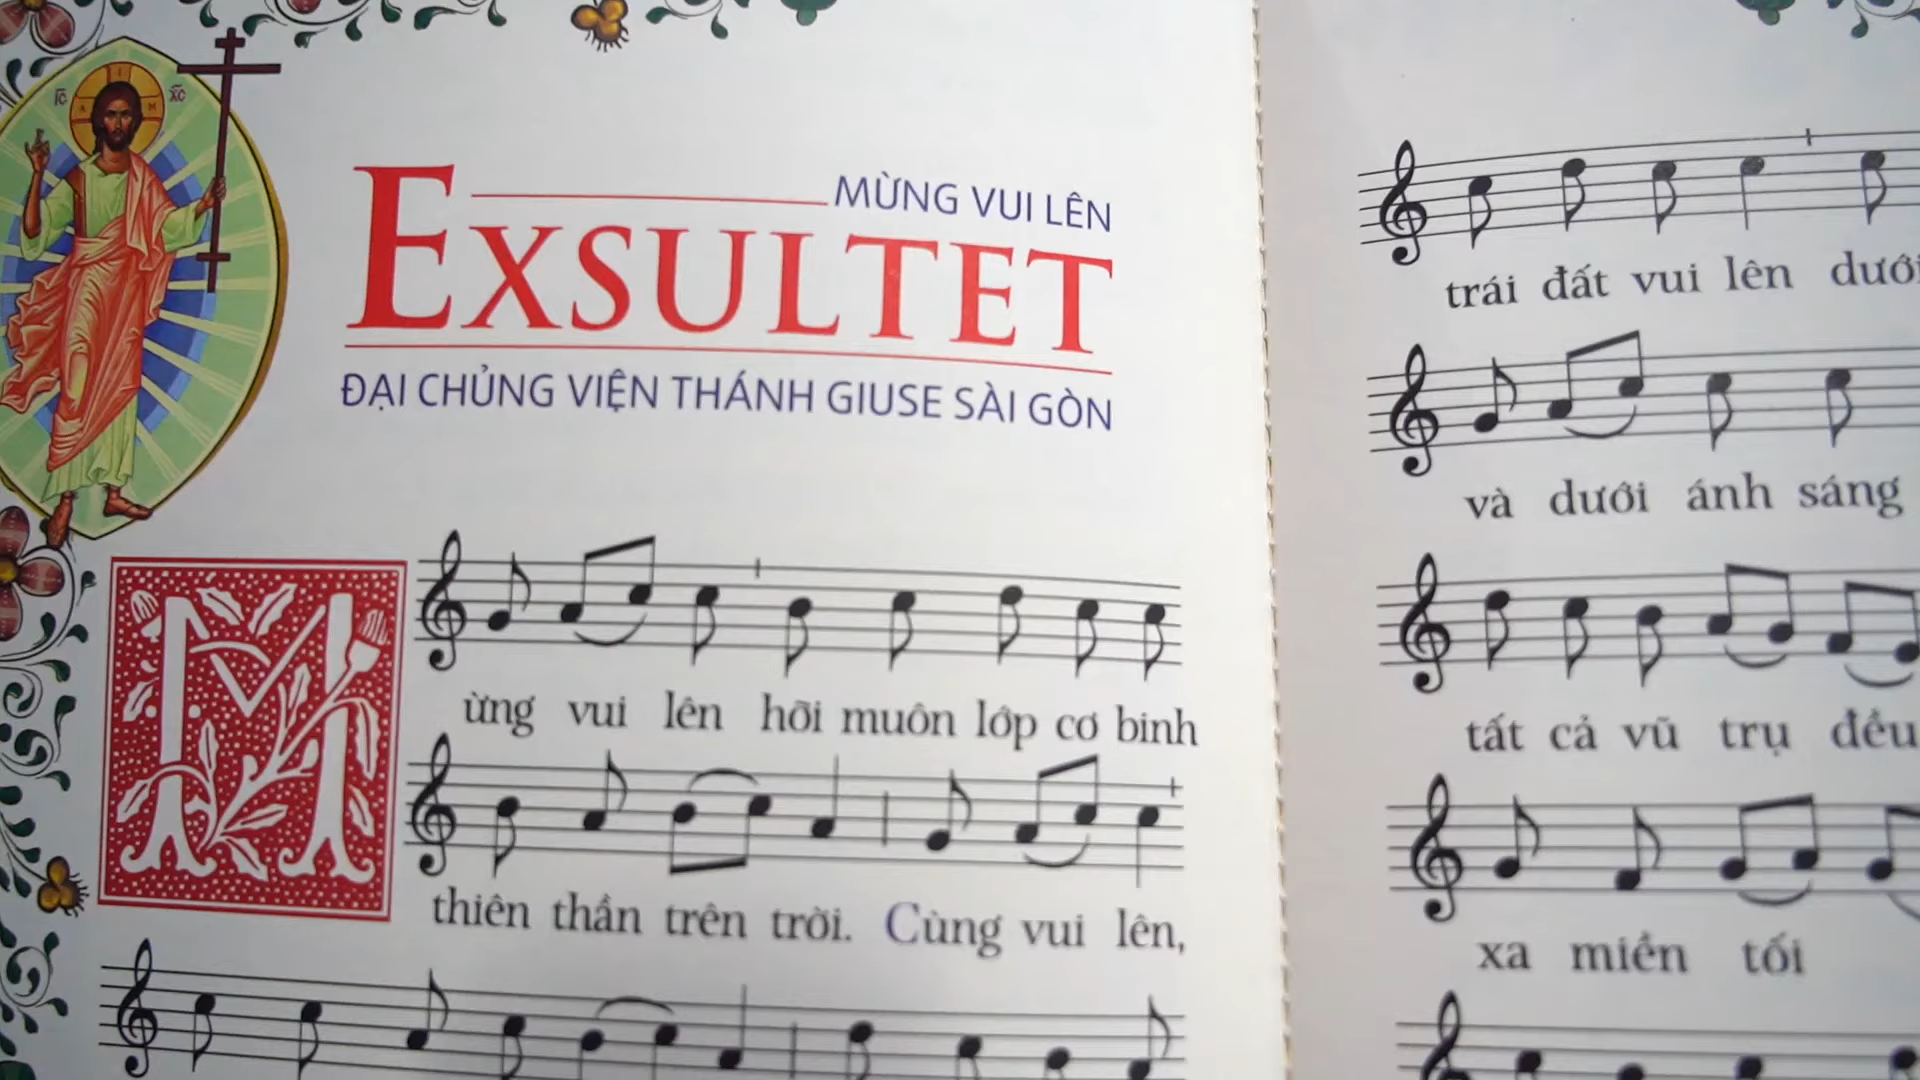 MỪNG VUI LÊN
EXSULTET
ĐẠI CHỦNG VIỆN THÁNH GIUSE SÀI GÒN
Mừng vui lên hỡi muôn lớp cơ binh
thiên thần trên trời. Cùng vui lên,
trái đất vui lên dưới
và dưới ánh sáng
tất cả vũ trụ đều
xa miền tối